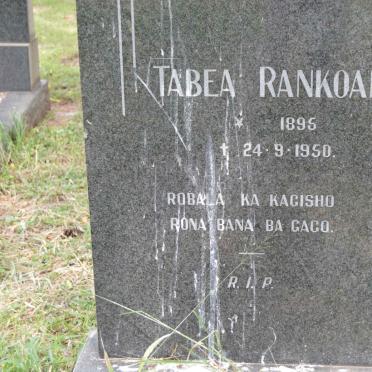 TABEA RANKOA
* 1895
† 24·9·1950.
ROBALA KA KAGISHO
RONA BANA BA GAGO.
R.I.P.